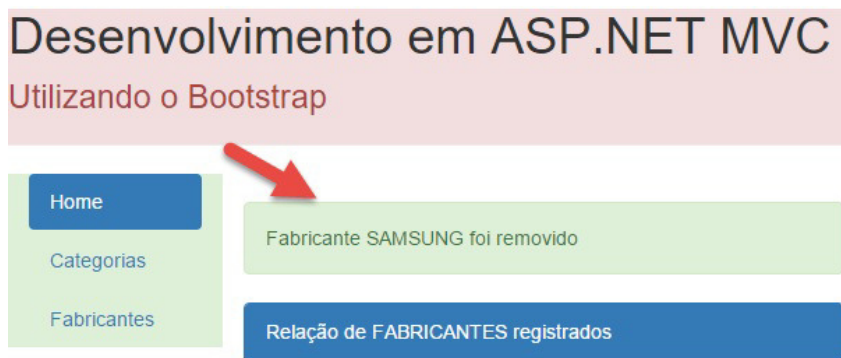 Desenvolvimento em ASP.NET MVC
Utilizando o Bootstrap
Home
Categorias
Fabricantes
Fabricante SAMSUNG foi removido
Relação de FABRICANTES registrados